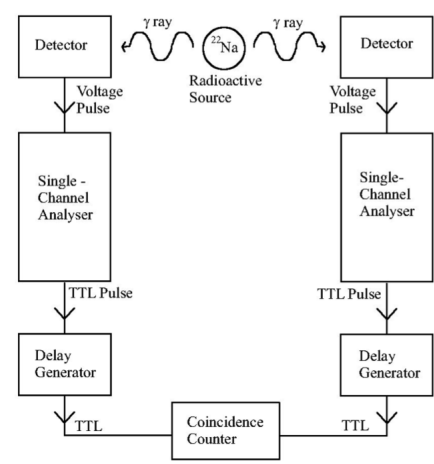 γ ray
γ ray
Detector
²²Na
Detector
Radioactive
Source
Voltage
Pulse
Voltage
Pulse
Single -
Channel
Analyser
Single-
Channel
Analyser
TTL Pulse
TTL Pulse
Delay
Generator
Delay
Generator
TTL
Coincidence
Counter
TTL